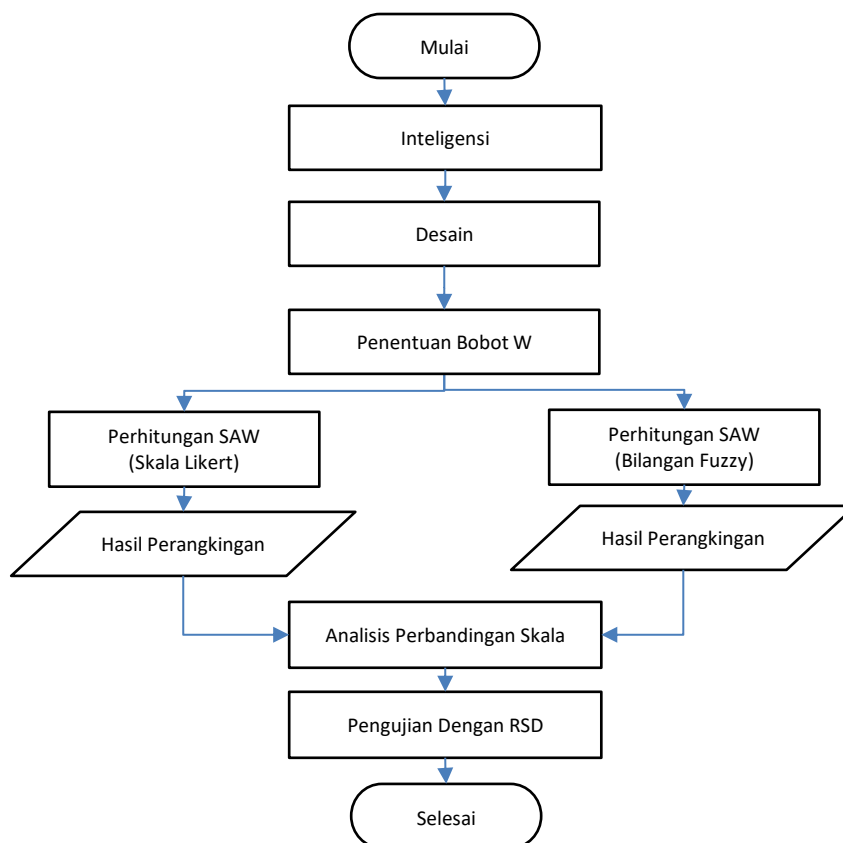 Mulai
Inteligensi
Desain
Penentuan Bobot W
Perhitungan SAW
(Skala Likert)
Perhitungan SAW
(Bilangan Fuzzy)
Hasil Perangkingan
Hasil Perangkingan
Analisis Perbandingan Skala
Pengujian Dengan RSD
Selesai